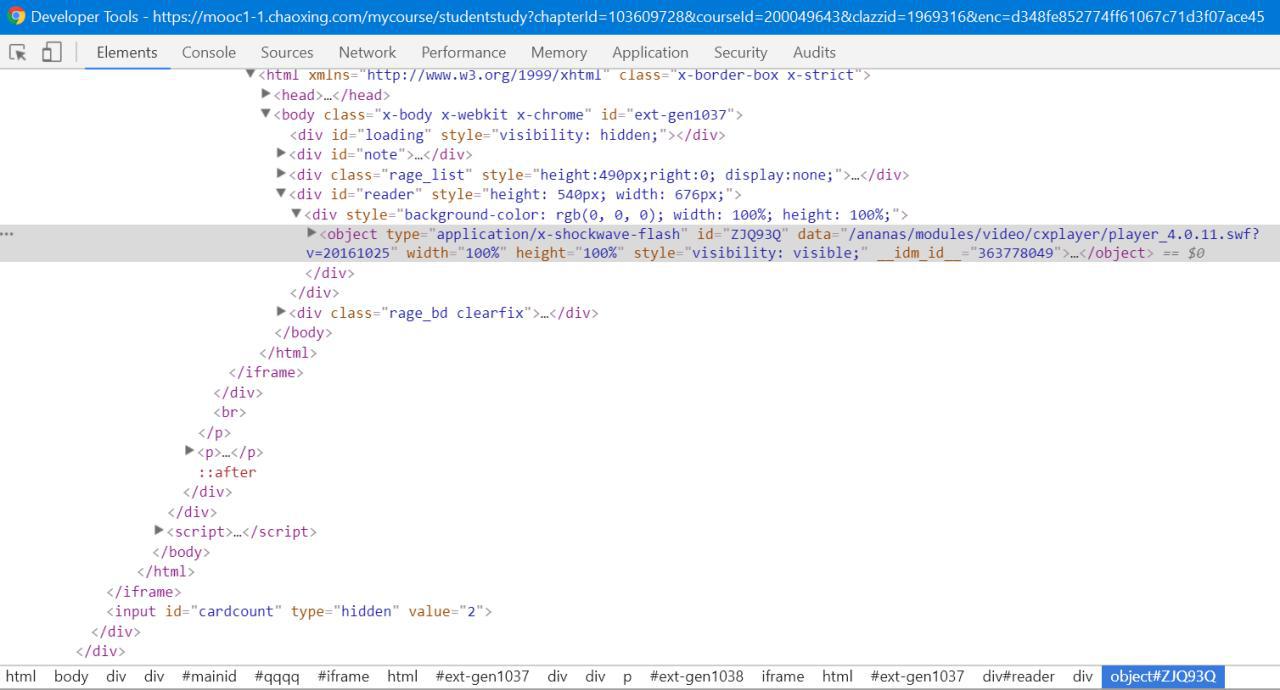 Developer Tools - https://mooc1-1.chaoxing.com/mycourse/studentstudy?chapterId=103609728&courseId=200049643&clazzid=1969316&enc=d348fe852774ff61067c71d3f07ace45
Elements Console Sources Network Performance Memory Application Security Audits
▼<html xmlns="http://www.w3.org/1999/xhtml" class="x-border-box x-strict">
▶<head>…</head>
▼<body class="x-body x-webkit x-chrome" id="ext-gen1037">
<div id="loading" style="visibility: hidden;"></div>
▶<div id="note">…</div>
▶<div class="rage_list" style="height:490px;right:0; display:none;">…</div>
▼<div id="reader" style="height: 540px; width: 676px;">
▼<div style="background-color: rgb(0, 0, 0); width: 100%; height: 100%;">
… ▶<object type="application/x-shockwave-flash" id="ZJQ93Q" data="/ananas/modules/video/cxplayer/player_4.0.11.swf?
v=20161025" width="100%" height="100%" style="visibility: visible;" __idm_id__="363778049">…</object> == $0
</div>
</div>
▶<div class="rage_bd clearfix">…</div>
</body>
</html>
</iframe>
</div>
<br>
</p>
▶<p>…</p>
::after
</div>
</div>
▶<script>…</script>
</body>
</html>
</iframe>
<input id="cardcount" type="hidden" value="2">
</div>
</div>
html body div div #mainid #qqqq #iframe html #ext-gen1037 div div p #ext-gen1038 iframe html #ext-gen1037 div#reader div object#ZJQ93Q